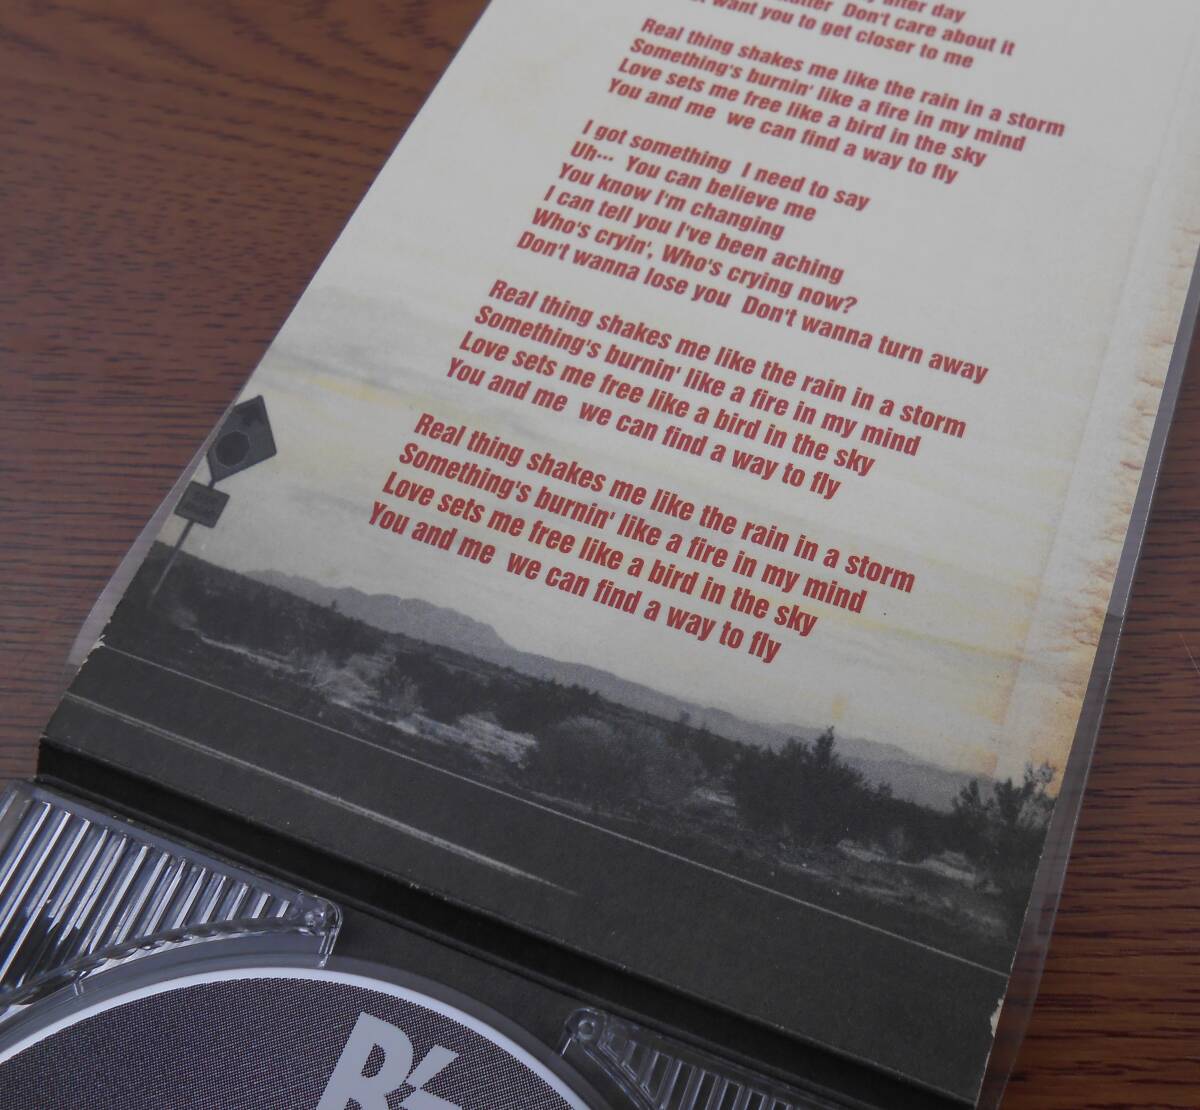 after day
Don't care about it
want you to get closer to me
Real thing shakes me like the rain in a storm
Something's burnin' like a fire in my mind
Love sets me free like a bird in the sky
You and me we can find a way to fly
I got something I need to say
Uh··· You can believe me
You know I'm changing
I can tell you I've been aching
Who's cryin', Who's crying now?
Don't wanna lose you Don't wanna turn away
Real thing shakes me like the rain in a storm
Something's burnin' like a fire in my mind
Love sets me free like a bird in the sky
You and me we can find a way to fly
Real thing shakes me like the rain in a storm
Something's burnin' like a fire in my mind
Love sets me free like a bird in the sky
You and me we can find a way to fly
B'z